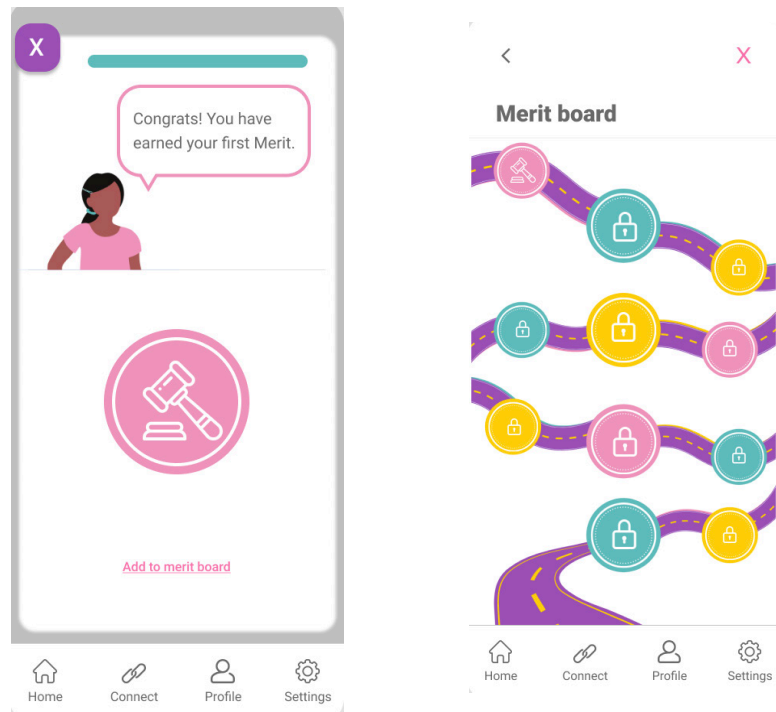 X
Congrats! You have
earned your first Merit.
Add to merit board
Home Connect Profile Settings
X
Merit board
Home Connect Profile Settings